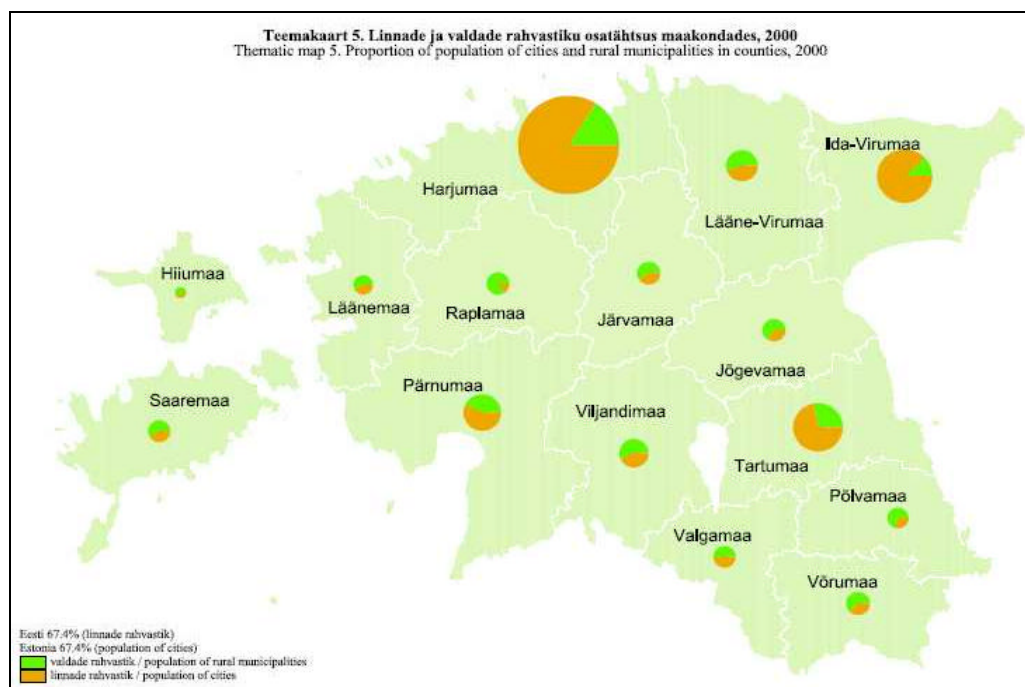 Teemakaart 5. Linnade ja valdade rahvastiku osatähtsus maakondades, 2000
Thematic map 5. Proportion of population of cities and rural municipalities in counties, 2000
Ida-Virumaa
Harjumaa
Lääne-Virumaa
Hiiumaa
Läänemaa
Raplamaa
Järvamaa
Jõgevamaa
Pärnumaa
Saaremaa
Viljandimaa
Tartumaa
Põlvamaa
Valgamaa
Võrumaa
Eesti 67.4% (linnade rahvastik)
Estonia 67.4% (population of cities)
valdade rahvastik / population of rural municipalities
linnade rahvastik / population of cities